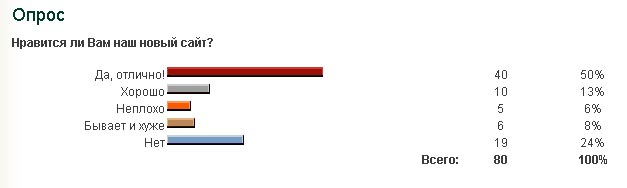 Опрос
Нравится ли Вам наш новый сайт?
Да, отлично! 40 50%
Хорошо 10 13%
Неплохо 5 6%
Бывает и хуже 6 8%
Нет 19 24%
Всего: 80 100%